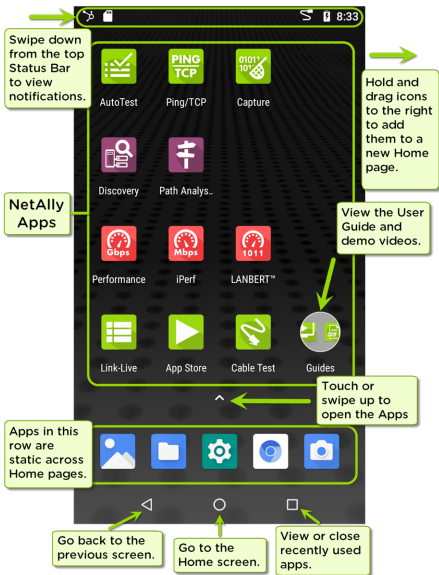 8:33
Swipe down
from the top
Status Bar
to view
notifications.
PING
TCP
01011
101
AutoTest
Ping/TCP
Capture
Hold and
drag icons
to the right
to add
them to a
new Home
page.
Discovery
Path Analys..
NetAlly
Apps
View the User
Guide and
demo videos.
Gbps
Mbps
1011
Performance
iPerf
LANBERT™
Link-Live
App Store
Cable Test
Guides
Touch or
swipe up to
open the Apps
Apps in this
row are
static across
Home pages.
Go back to the
previous screen.
Go to the
Home screen.
View or close
recently used
apps.